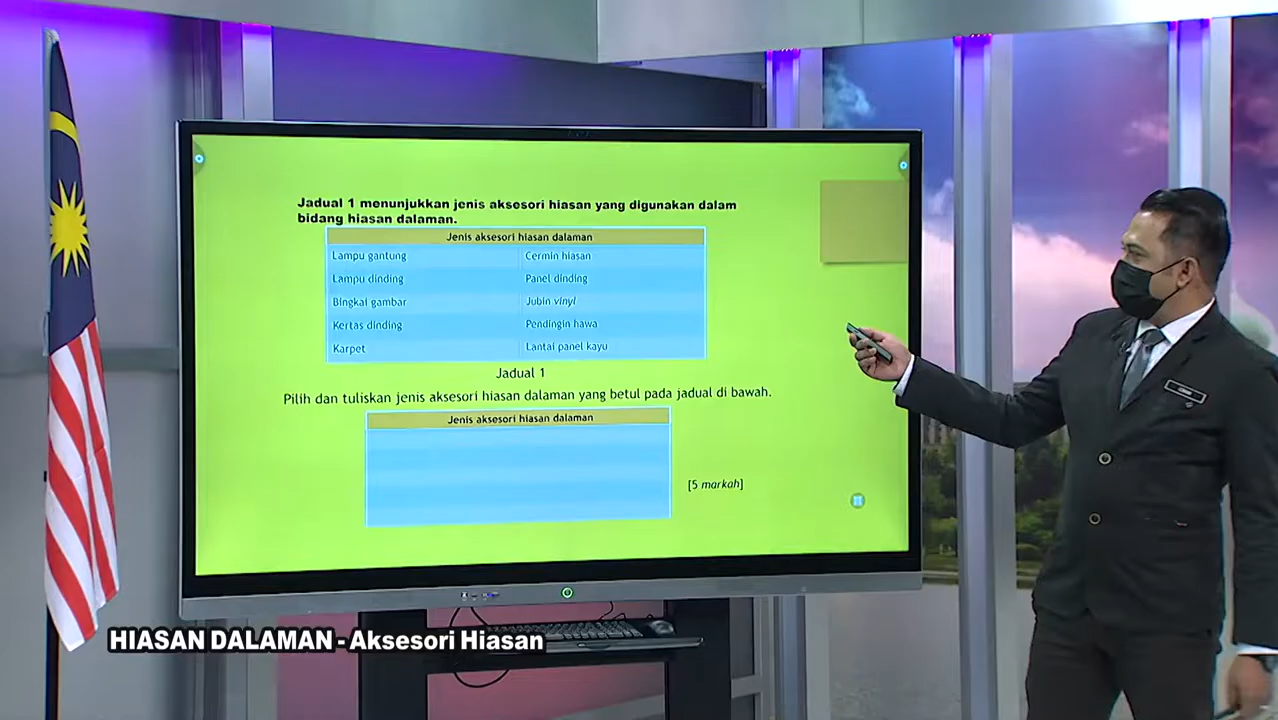 Jadual 1 menunjukkan jenis aksesori hiasan yang digunakan dalam
bidang hiasan dalaman.
Jenis aksesori hiasan dalaman
Lampu gantung
Cermin hiasan
Lampu dinding
Panel dinding
Bingkai gambar
Jubin vinyl
Kertas dinding
Pendingin hawa
Karpet
Lantai panel kayu
Jadual 1
Pilih dan tuliskan jenis aksesori hiasan dalaman yang betul pada jadual di bawah.
Jenis aksesori hiasan dalaman
[5 markah]
HIASAN DALAMAN - Aksesori Hiasan